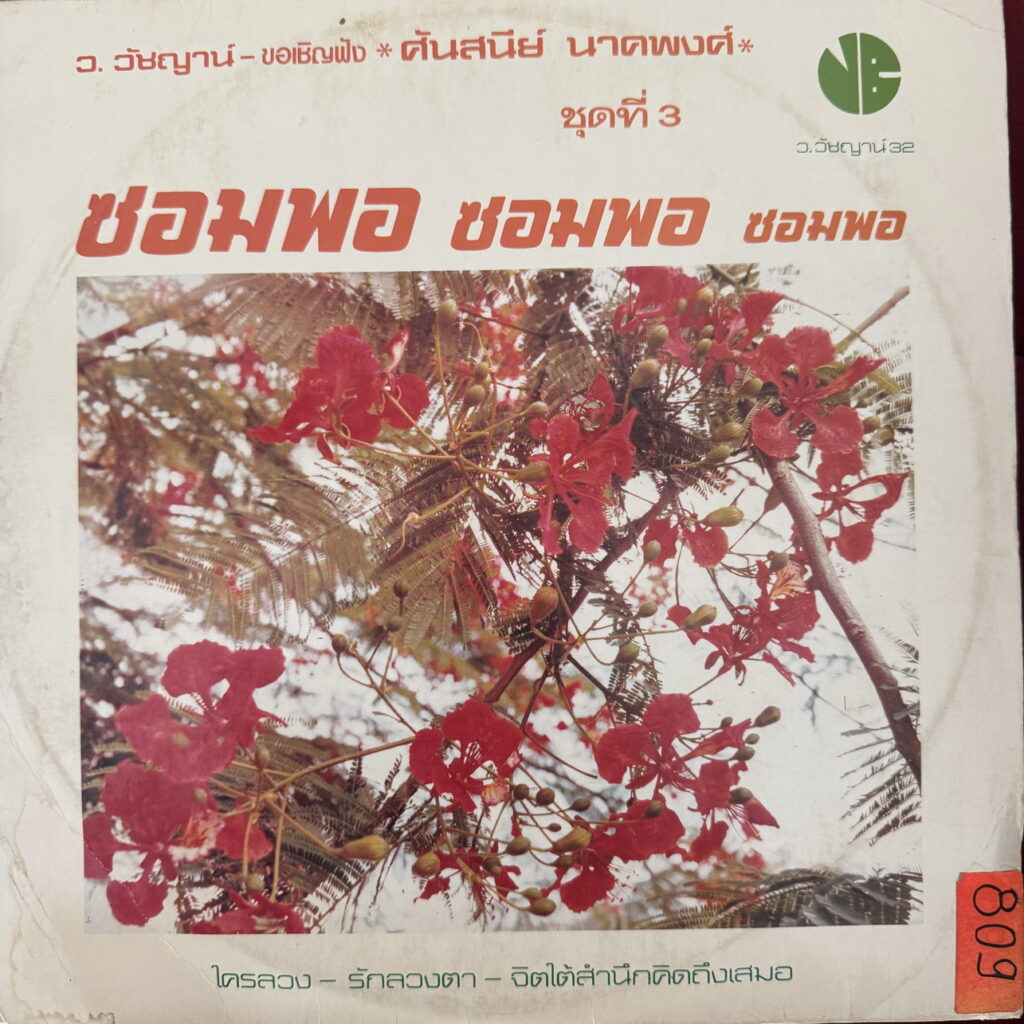 ว. วัชญาน์ – ขอเชิญฟัง * ศันสนีย์ นาคพงศ์ *
ชุดที่ 3
ว. วัชญาน์ 32
ซอมพอ ซอมพอ ซอมพอ
ใครลวง – รักลวงตา – จิตใต้สำนึกคิดถึงเสมอ
809